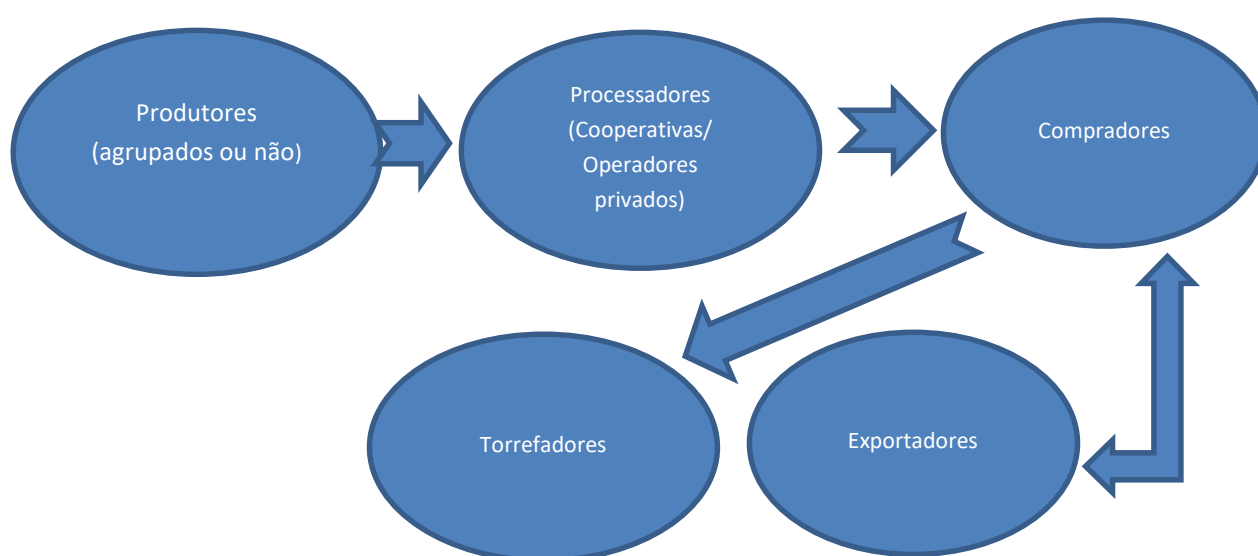 Produtores
(agrupados ou não)
Processadores
(Cooperativas/
Operadores
privados)
Compradores
Torrefadores
Exportadores